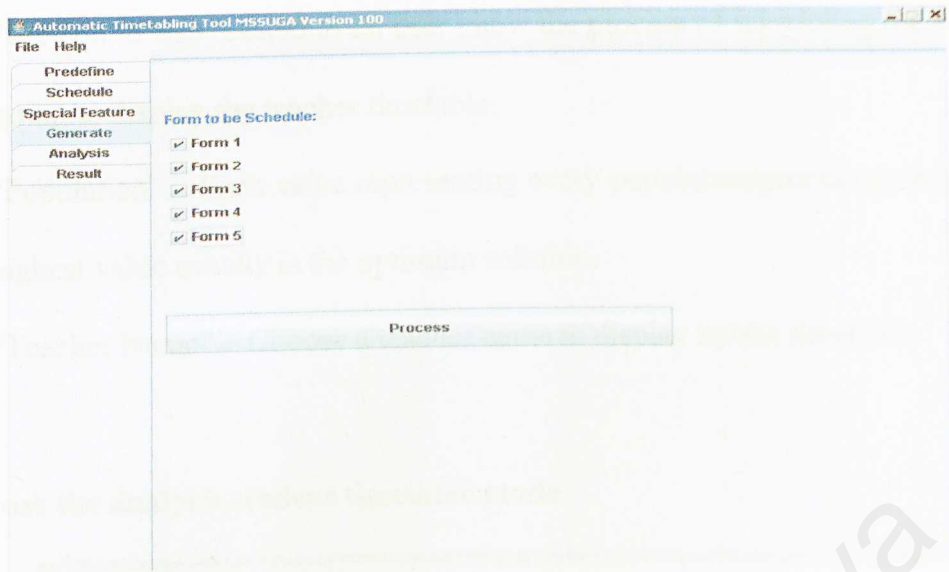 Automatic Timetabling Tool MSSUGA Version 100
File Help
Predefine
Schedule
Special Feature
Generate
Analysis
Result
Form to be Schedule:
Form 1
Form 2
Form 3
Form 4
Form 5
Process